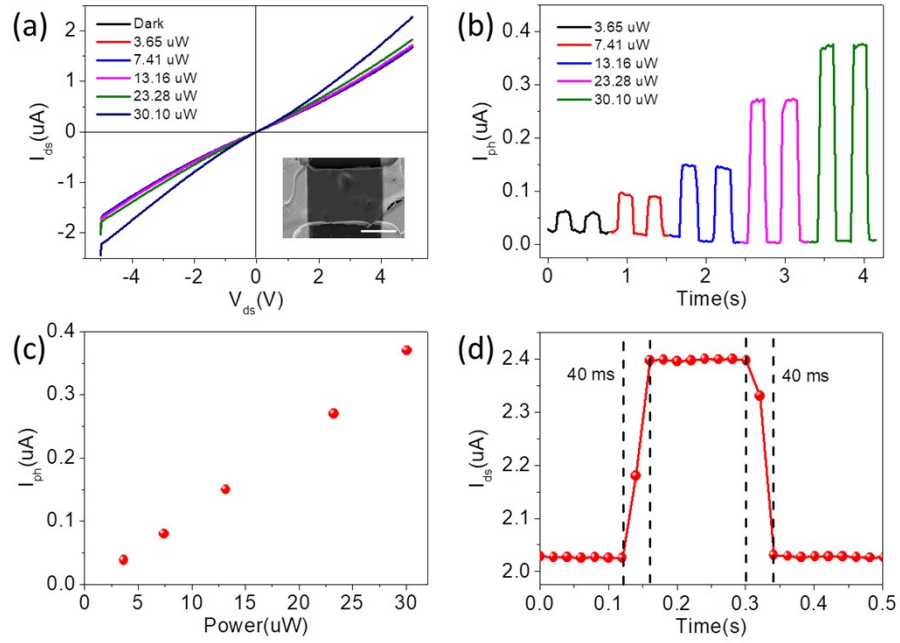 (a)
Dark
3.65 uW
7.41 uW
13.16 uW
23.28 uW
30.10 uW
I_ds(uA)
2
1
0
-1
-2
-4
-2
0
2
4
V_ds(V)
(b)
3.65 uW
7.41 uW
13.16 uW
23.28 uW
30.10 uW
I_ph(uA)
0.4
0.3
0.2
0.1
0.0
0
1
2
3
4
Time(s)
(c)
I_ph(uA)
0.4
0.3
0.2
0.1
0.0
0
5
10
15
20
25
30
Power(uW)
(d)
40 ms
40 ms
I_ds(uA)
2.4
2.3
2.2
2.1
2.0
0.0
0.1
0.2
0.3
0.4
0.5
Time(s)